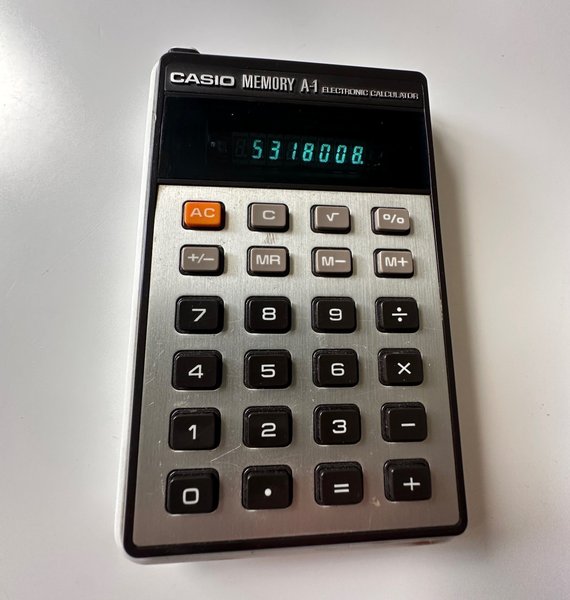 CASIO MEMORY A-1 ELECTRONIC CALCULATOR
5318008.
AC C √ %
+/− MR M− M+
7 8 9 ÷
4 5 6 ×
1 2 3 −
0 . = +